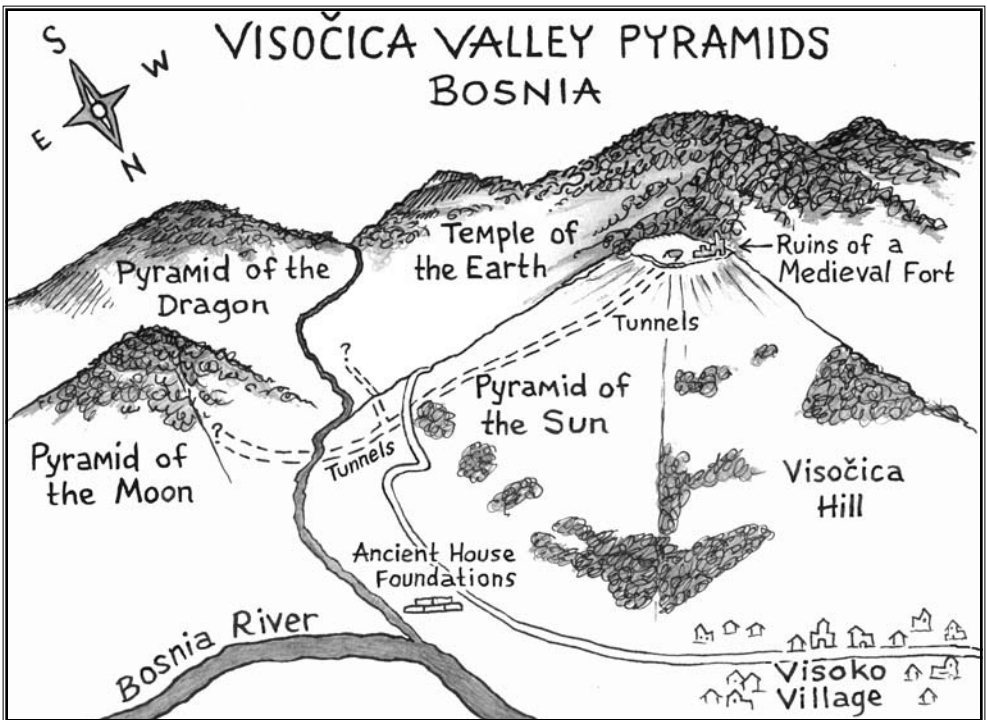 VISOČICA VALLEY PYRAMIDS
BOSNIA
S
W
E
N
Temple of
the Earth
Ruins of a
Medieval Fort
Pyramid of the
Dragon
Tunnels
?
Pyramid of
the Sun
?
Pyramid of
the Moon
Tunnels
Visočica
Hill
Ancient House
Foundations
Bosnia River
Visoko
Village